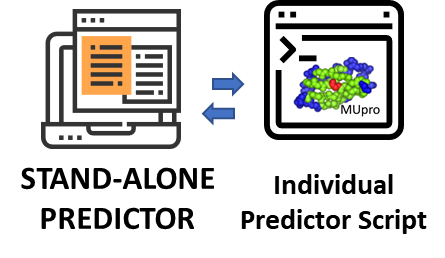 MUpro
STAND-ALONE
PREDICTOR
Individual
Predictor Script